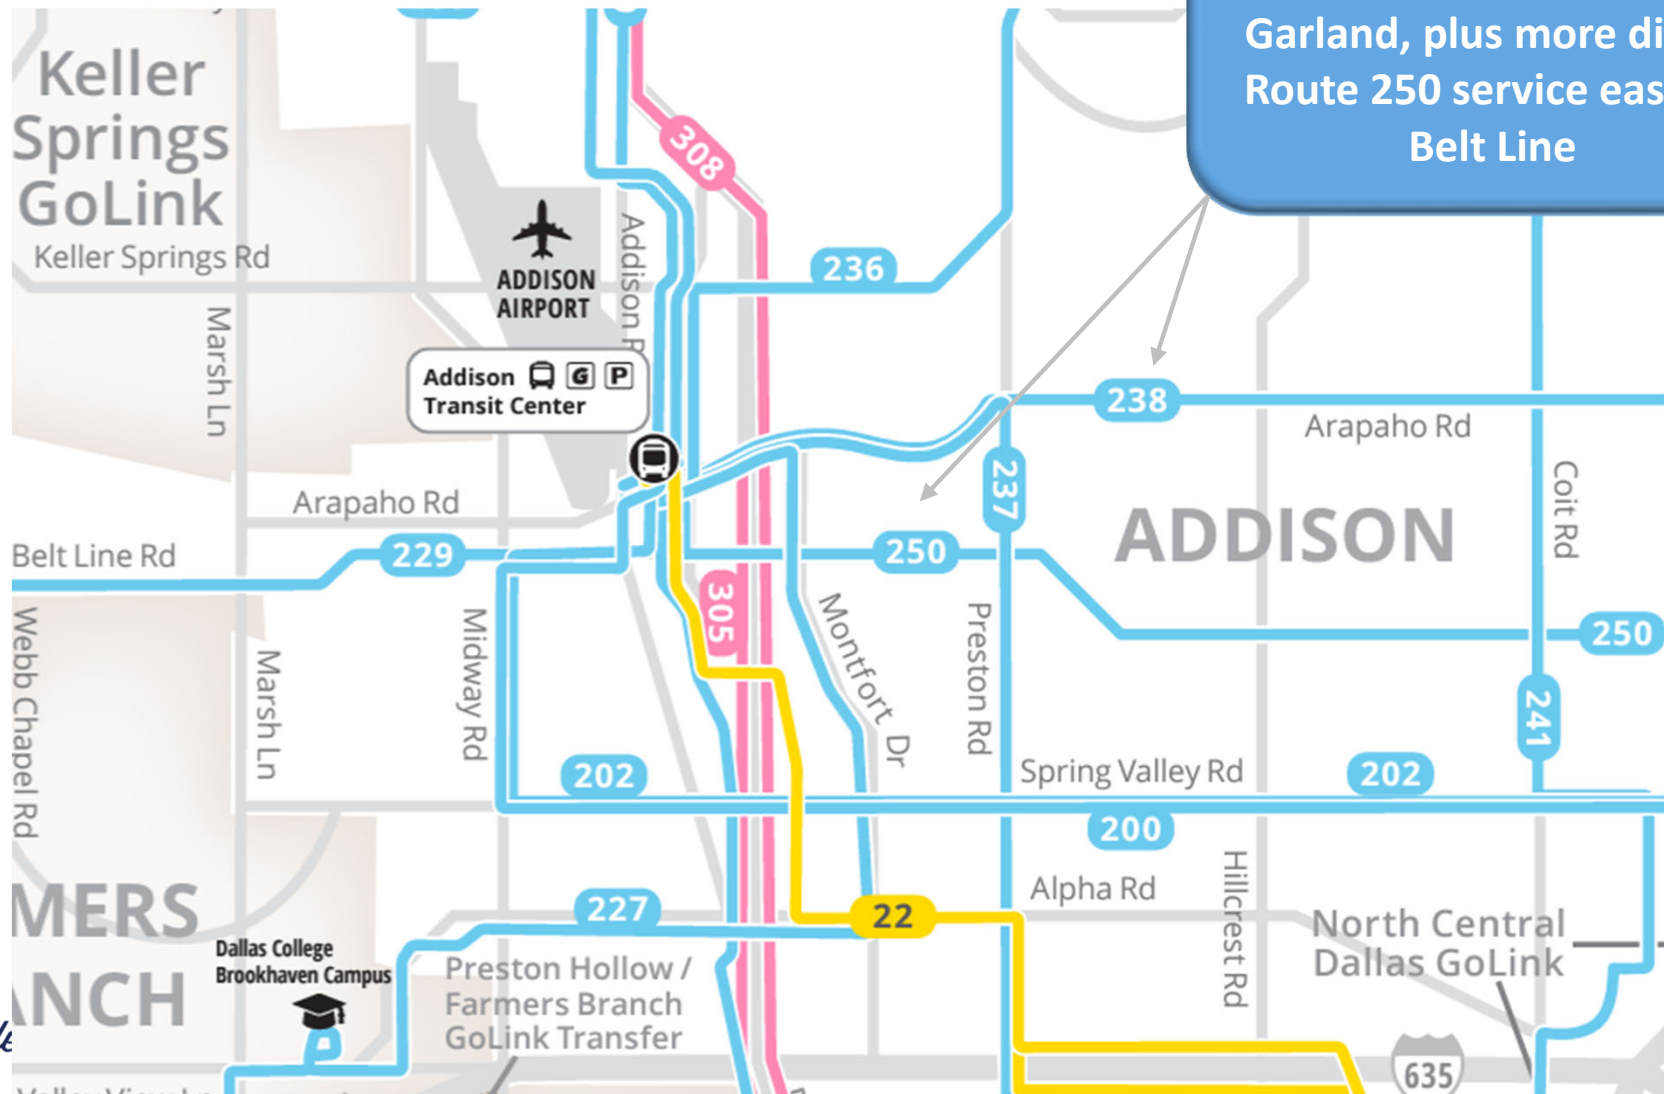 Garland, plus more di
Route 250 service eas
Belt Line
Keller
Springs
GoLink
Keller Springs Rd
308
236
Addison R
ADDISON
AIRPORT
Marsh Ln
Addison G P
Transit Center
238
Arapaho Rd
237
Coit Rd
Arapaho Rd
ADDISON
Belt Line Rd
229
250
305
Montfort Dr
Preston Rd
250
Webb Chapel Rd
Marsh Ln
Midway Rd
241
202
Spring Valley Rd
202
200
Hillcrest Rd
MERS
ANCH
227
22
Alpha Rd
North Central
Dallas GoLink
Dallas College
Brookhaven Campus
Preston Hollow /
Farmers Branch
GoLink Transfer
635